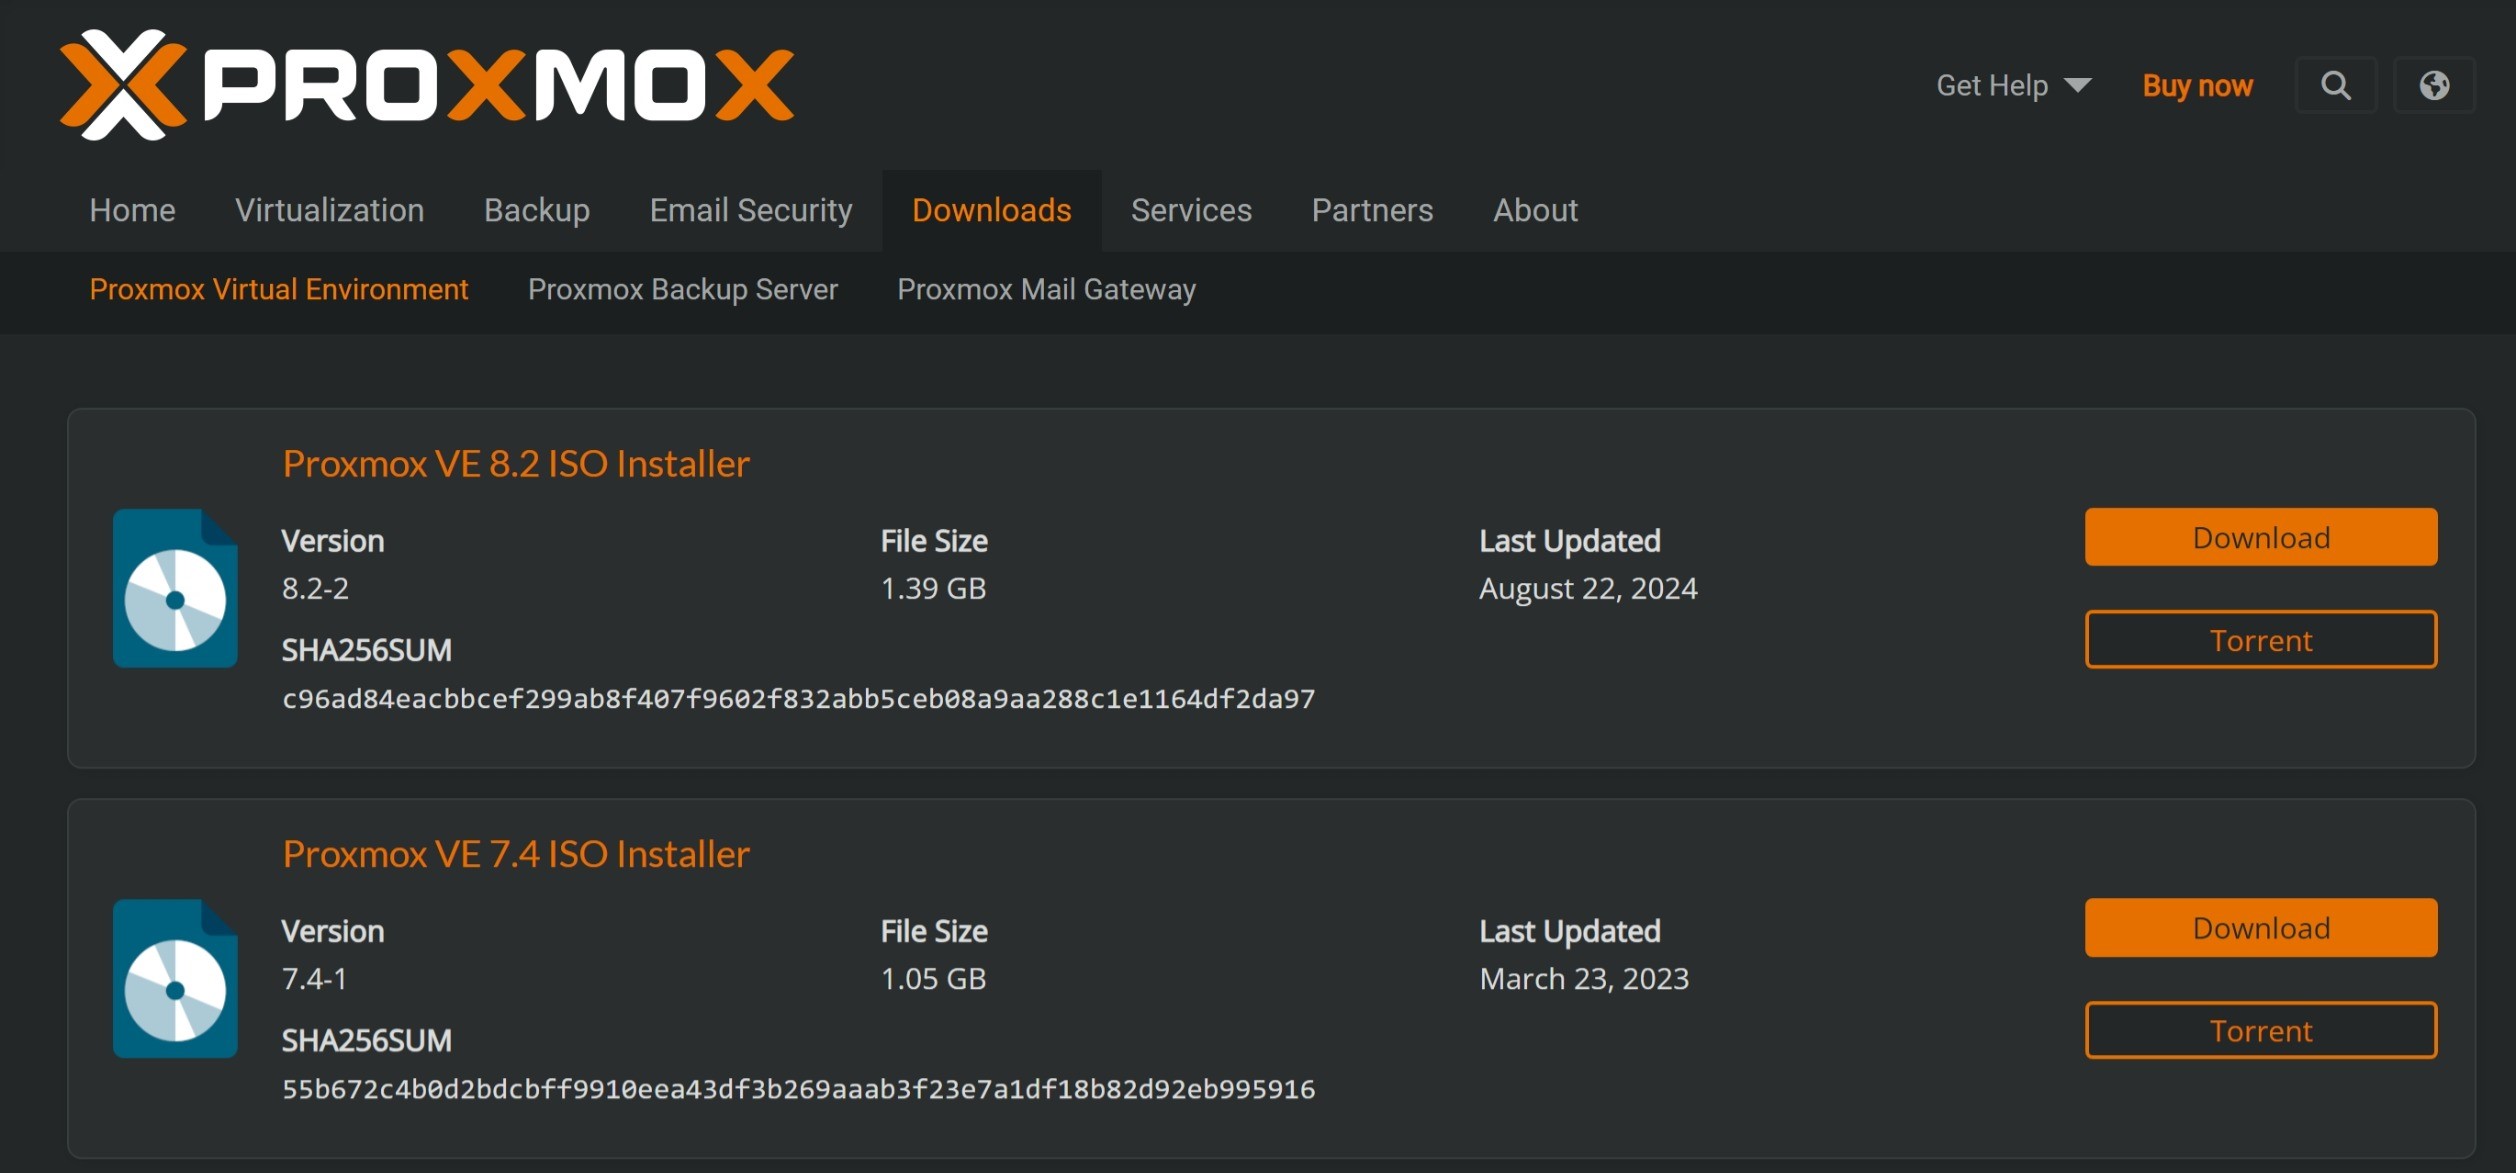 PROXMOX
Get Help
Buy now
Home
Virtualization
Backup
Email Security
Downloads
Services
Partners
About
Proxmox Virtual Environment
Proxmox Backup Server
Proxmox Mail Gateway
Proxmox VE 8.2 ISO Installer
Version
8.2-2
File Size
1.39 GB
Last Updated
August 22, 2024
SHA256SUM
c96ad84eacbbcef299ab8f407f9602f832abb5ceb08a9aa288c1e1164df2da97
Download
Torrent
Proxmox VE 7.4 ISO Installer
Version
7.4-1
File Size
1.05 GB
Last Updated
March 23, 2023
SHA256SUM
55b672c4b0d2bdcbff9910eea43df3b269aaab3f23e7a1df18b82d92eb995916
Download
Torrent